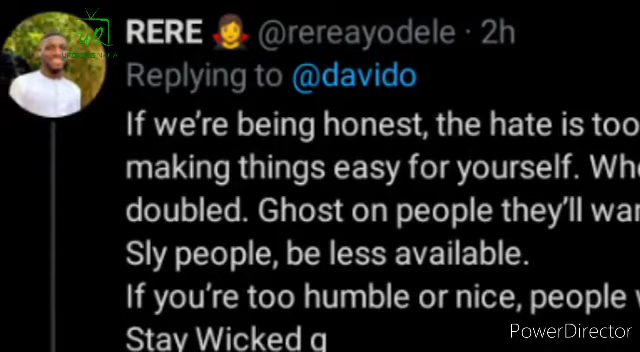 RERE @rereayodele · 2h
Replying to @davido
If we're being honest, the hate is too
making things easy for yourself.
doubled. Ghost on people they'll
Sly people, be less available.
If you're too humble or nice, people
Stay Wicked g
PowerDirector